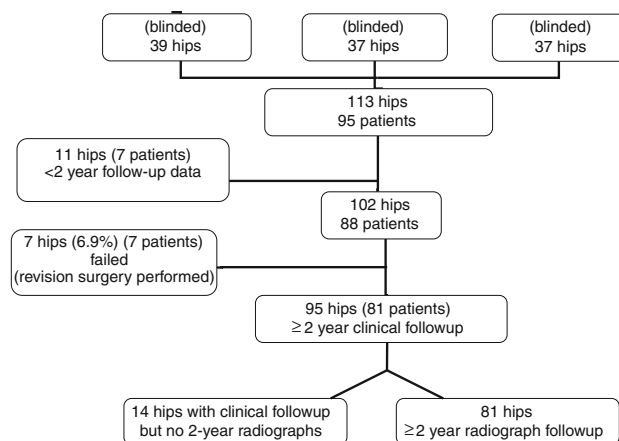 (blinded)
39 hips
(blinded)
37 hips
(blinded)
37 hips
113 hips
95 patients
11 hips (7 patients)
<2 year follow-up data
102 hips
88 patients
7 hips (6.9%) (7 patients)
failed
(revision surgery performed)
95 hips (81 patients)
≥2 year clinical followup
14 hips with clinical followup
but no 2-year radiographs
81 hips
≥2 year radiograph followup